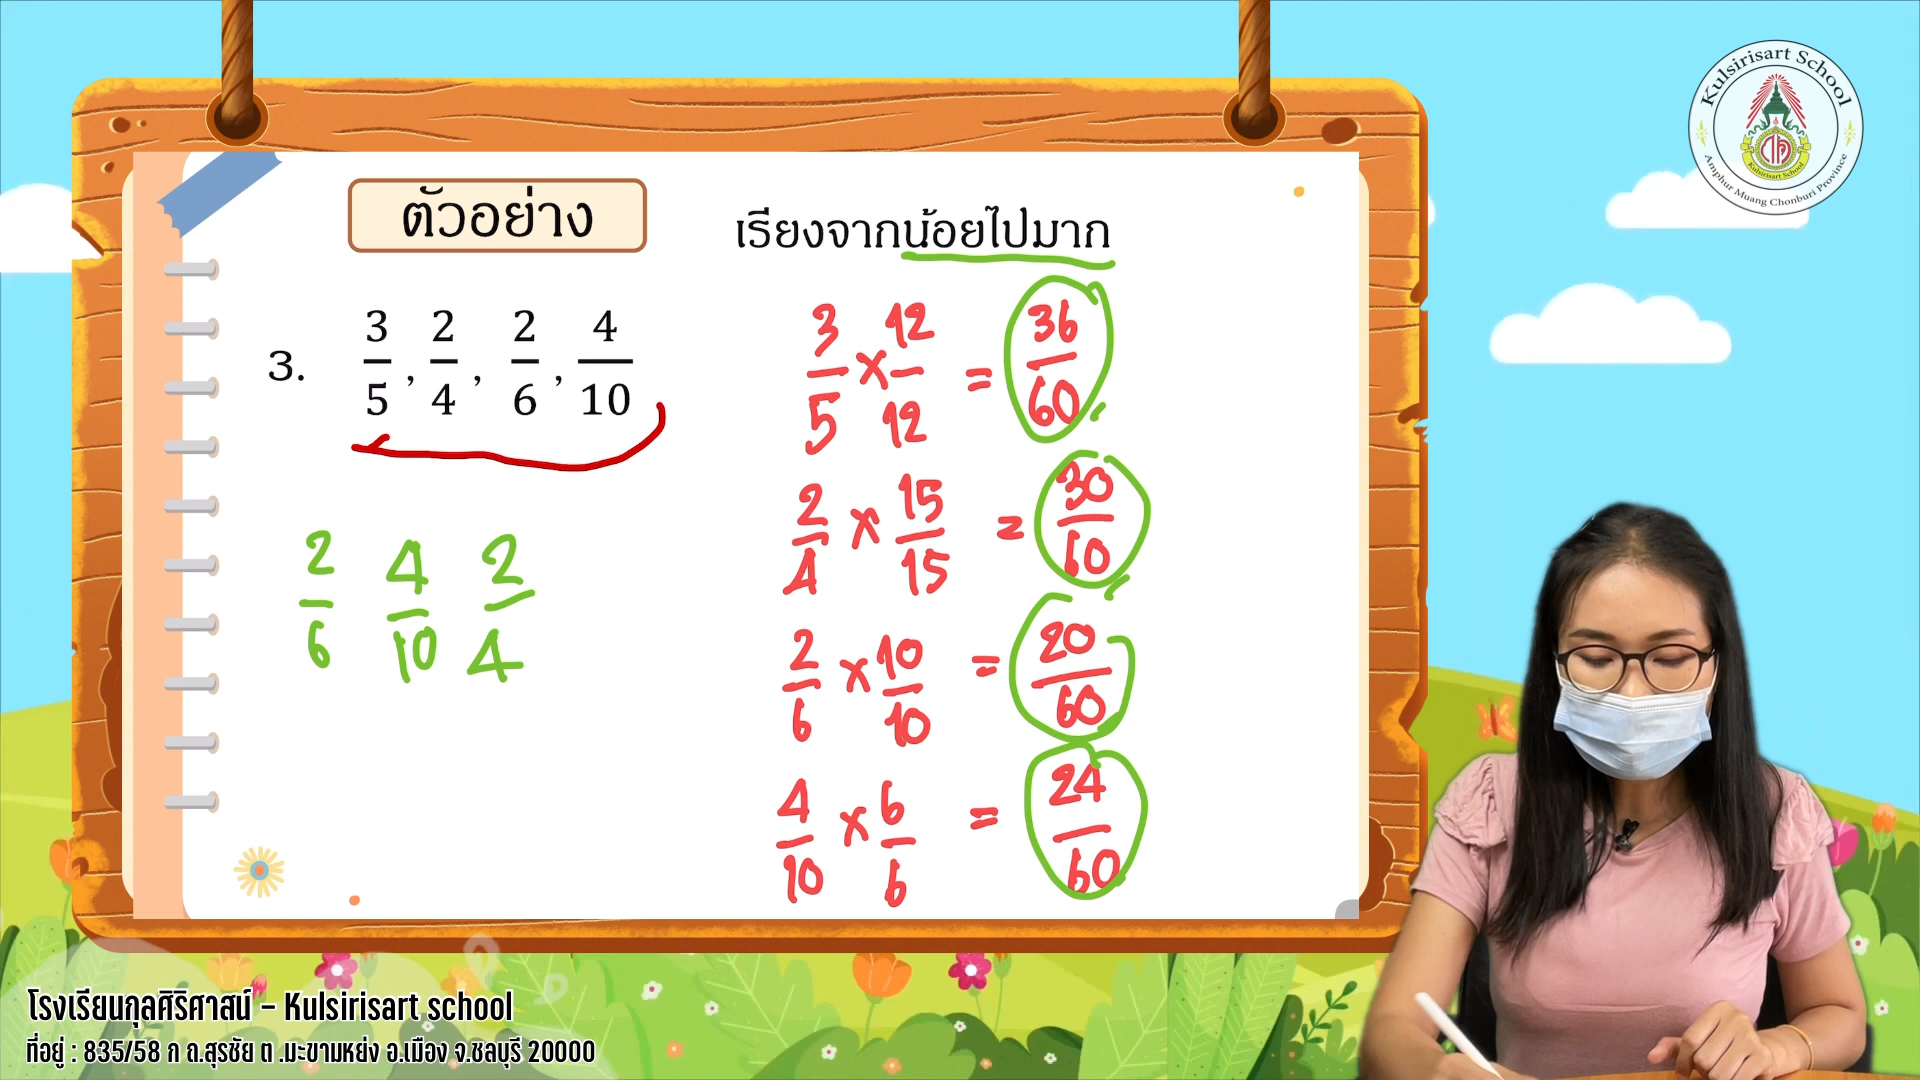 Kulsirisart School
Kulsirisart School
Amphur Muang Chonburi Province
ตัวอย่าง
เรียงจากน้อยไปมาก
3. 3/5 , 2/4 , 2/6 , 4/10
3/5 × 12/12 = 36/60
2/4 × 15/15 = 30/60
2/6 × 10/10 = 20/60
4/10 × 6/6 = 24/60
2/6 4/10 2/4
โรงเรียนกุลศิริศาสน์ – Kulsirisart school
ที่อยู่ : 835/58 ก ถ.สุรชัย ต .มะขามหย่ง อ.เมือง จ.ชลบุรี 20000